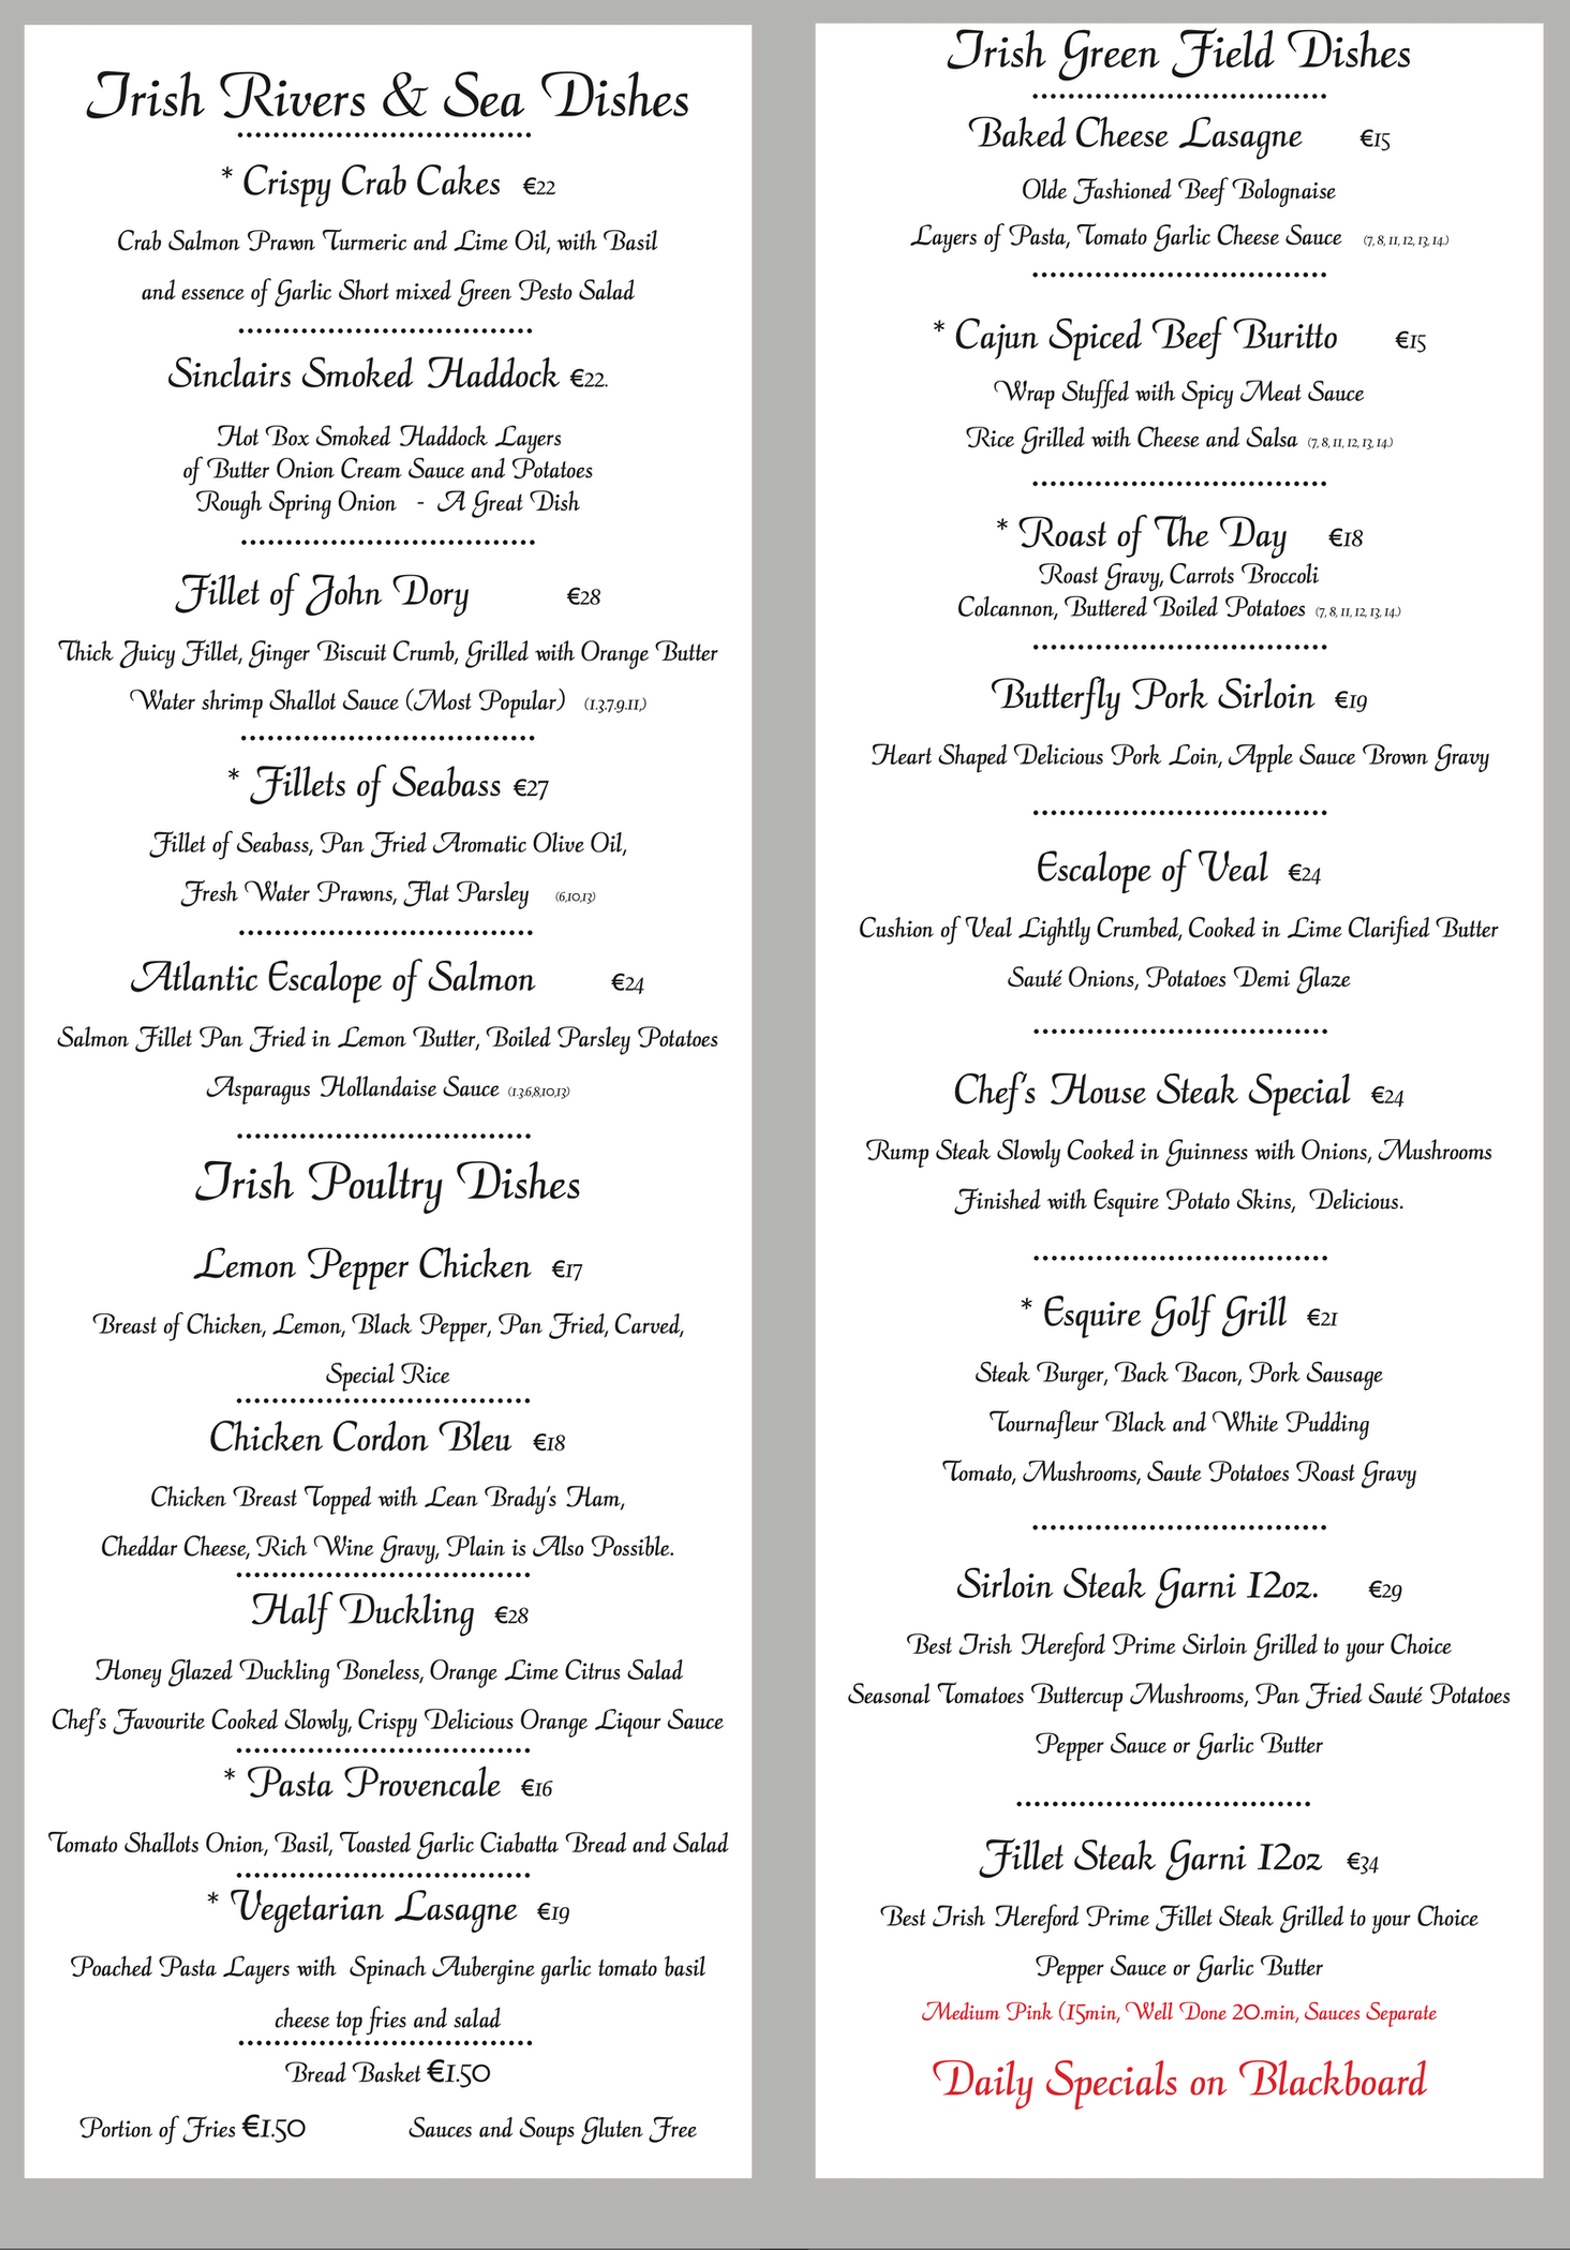 Irish Rivers & Sea Dishes
* Crispy Crab Cakes €22
Crab Salmon Prawn Turmeric and Lime Oil, with Basil
and essence of Garlic Short mixed Green Pesto Salad
Sinclairs Smoked Haddock €22.
Hot Box Smoked Haddock Layers
of Butter Onion Cream Sauce and Potatoes
Rough Spring Onion - A Great Dish
Fillet of John Dory €28
Thick Juicy Fillet, Ginger Biscuit Crumb, Grilled with Orange Butter
Water shrimp Shallot Sauce (Most Popular) (1.3.7.9.11,)
* Fillets of Seabass €27
Fillet of Seabass, Pan Fried Aromatic Olive Oil,
Fresh Water Prawns, Flat Parsley (6,10,13)
Atlantic Escalope of Salmon €24
Salmon Fillet Pan Fried in Lemon Butter, Boiled Parsley Potatoes
Asparagus Hollandaise Sauce (1.3.6,8,10,13)
Irish Poultry Dishes
Lemon Pepper Chicken €17
Breast of Chicken, Lemon, Black Pepper, Pan Fried, Carved,
Special Rice
Chicken Cordon Bleu €18
Chicken Breast Topped with Lean Brady's Ham,
Cheddar Cheese, Rich Wine Gravy, Plain is Also Possible.
Half Duckling €28
Honey Glazed Duckling Boneless, Orange Lime Citrus Salad
Chef's Favourite Cooked Slowly, Crispy Delicious Orange Liqour Sauce
* Pasta Provencale €16
Tomato Shallots Onion, Basil, Toasted Garlic Ciabatta Bread and Salad
* Vegetarian Lasagne €19
Poached Pasta Layers with Spinach Aubergine garlic tomato basil
cheese top fries and salad
Bread Basket €1.50
Portion of Fries €1.50 Sauces and Soups Gluten Free
Irish Green Field Dishes
Baked Cheese Lasagne €15
Olde Fashioned Beef Bolognaise
Layers of Pasta, Tomato Garlic Cheese Sauce (7, 8, 11, 12, 13, 14.)
* Cajun Spiced Beef Buritto €15
Wrap Stuffed with Spicy Meat Sauce
Rice Grilled with Cheese and Salsa (7, 8, 11, 12, 13, 14.)
* Roast of The Day €18
Roast Gravy, Carrots Broccoli
Colcannon, Buttered Boiled Potatoes (7, 8, 11, 12, 13, 14.)
Butterfly Pork Sirloin €19
Heart Shaped Delicious Pork Loin, Apple Sauce Brown Gravy
Escalope of Veal €24
Cushion of Veal Lightly Crumbed, Cooked in Lime Clarified Butter
Sauté Onions, Potatoes Demi Glaze
Chef's House Steak Special €24
Rump Steak Slowly Cooked in Guinness with Onions, Mushrooms
Finished with Esquire Potato Skins, Delicious.
* Esquire Golf Grill €21
Steak Burger, Back Bacon, Pork Sausage
Tournafleur Black and White Pudding
Tomato, Mushrooms, Saute Potatoes Roast Gravy
Sirloin Steak Garni 12oz. €29
Best Irish Hereford Prime Sirloin Grilled to your Choice
Seasonal Tomatoes Buttercup Mushrooms, Pan Fried Sauté Potatoes
Pepper Sauce or Garlic Butter
Fillet Steak Garni 12oz €34
Best Irish Hereford Prime Fillet Steak Grilled to your Choice
Pepper Sauce or Garlic Butter
Medium Pink (15min, Well Done 20.min, Sauces Separate
Daily Specials on Blackboard